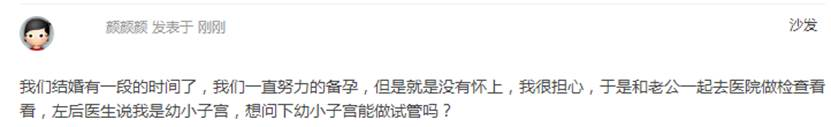 颜颜颜 发表于 刚刚
沙发
我们结婚有一段的时间了，我们一直努力的备孕，但是就是没有怀上，我很担心，于是和老公一起去医院做检查看
看，左后医生说我是幼小子宫，想问下幼小子宫能做试管吗？